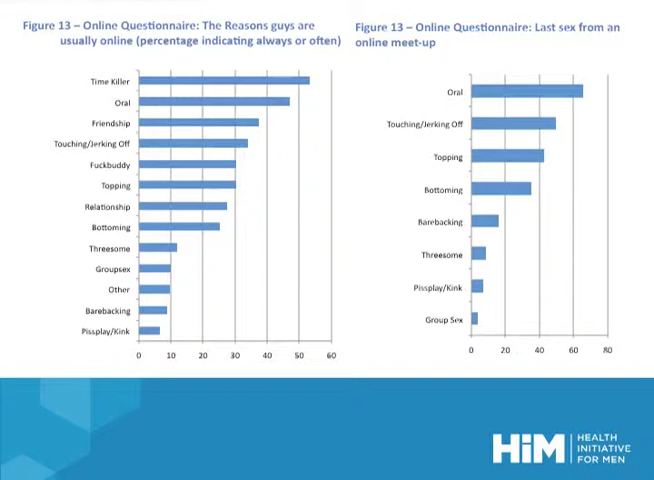 Figure 13 – Online Questionnaire: The Reasons guys are
usually online (percentage indicating always or often)
Time Killer
Oral
Friendship
Touching/Jerking Off
Fuckbuddy
Topping
Relationship
Bottoming
Threesome
Groupsex
Other
Barebacking
Pissplay/Kink
0 10 20 30 40 50 60
Figure 13 – Online Questionnaire: Last sex from an
online meet-up
Oral
Touching/Jerking Off
Topping
Bottoming
Barebacking
Threesome
Pissplay/Kink
Group Sex
0 20 40 60 80
HiM
HEALTH
INITIATIVE
FOR MEN